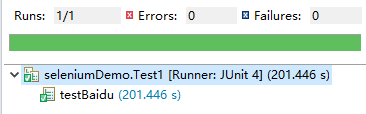 Runs: 1/1 Errors: 0 Failures: 0
seleniumDemo.Test1 [Runner: JUnit 4] (201.446 s)
testBaidu (201.446 s)